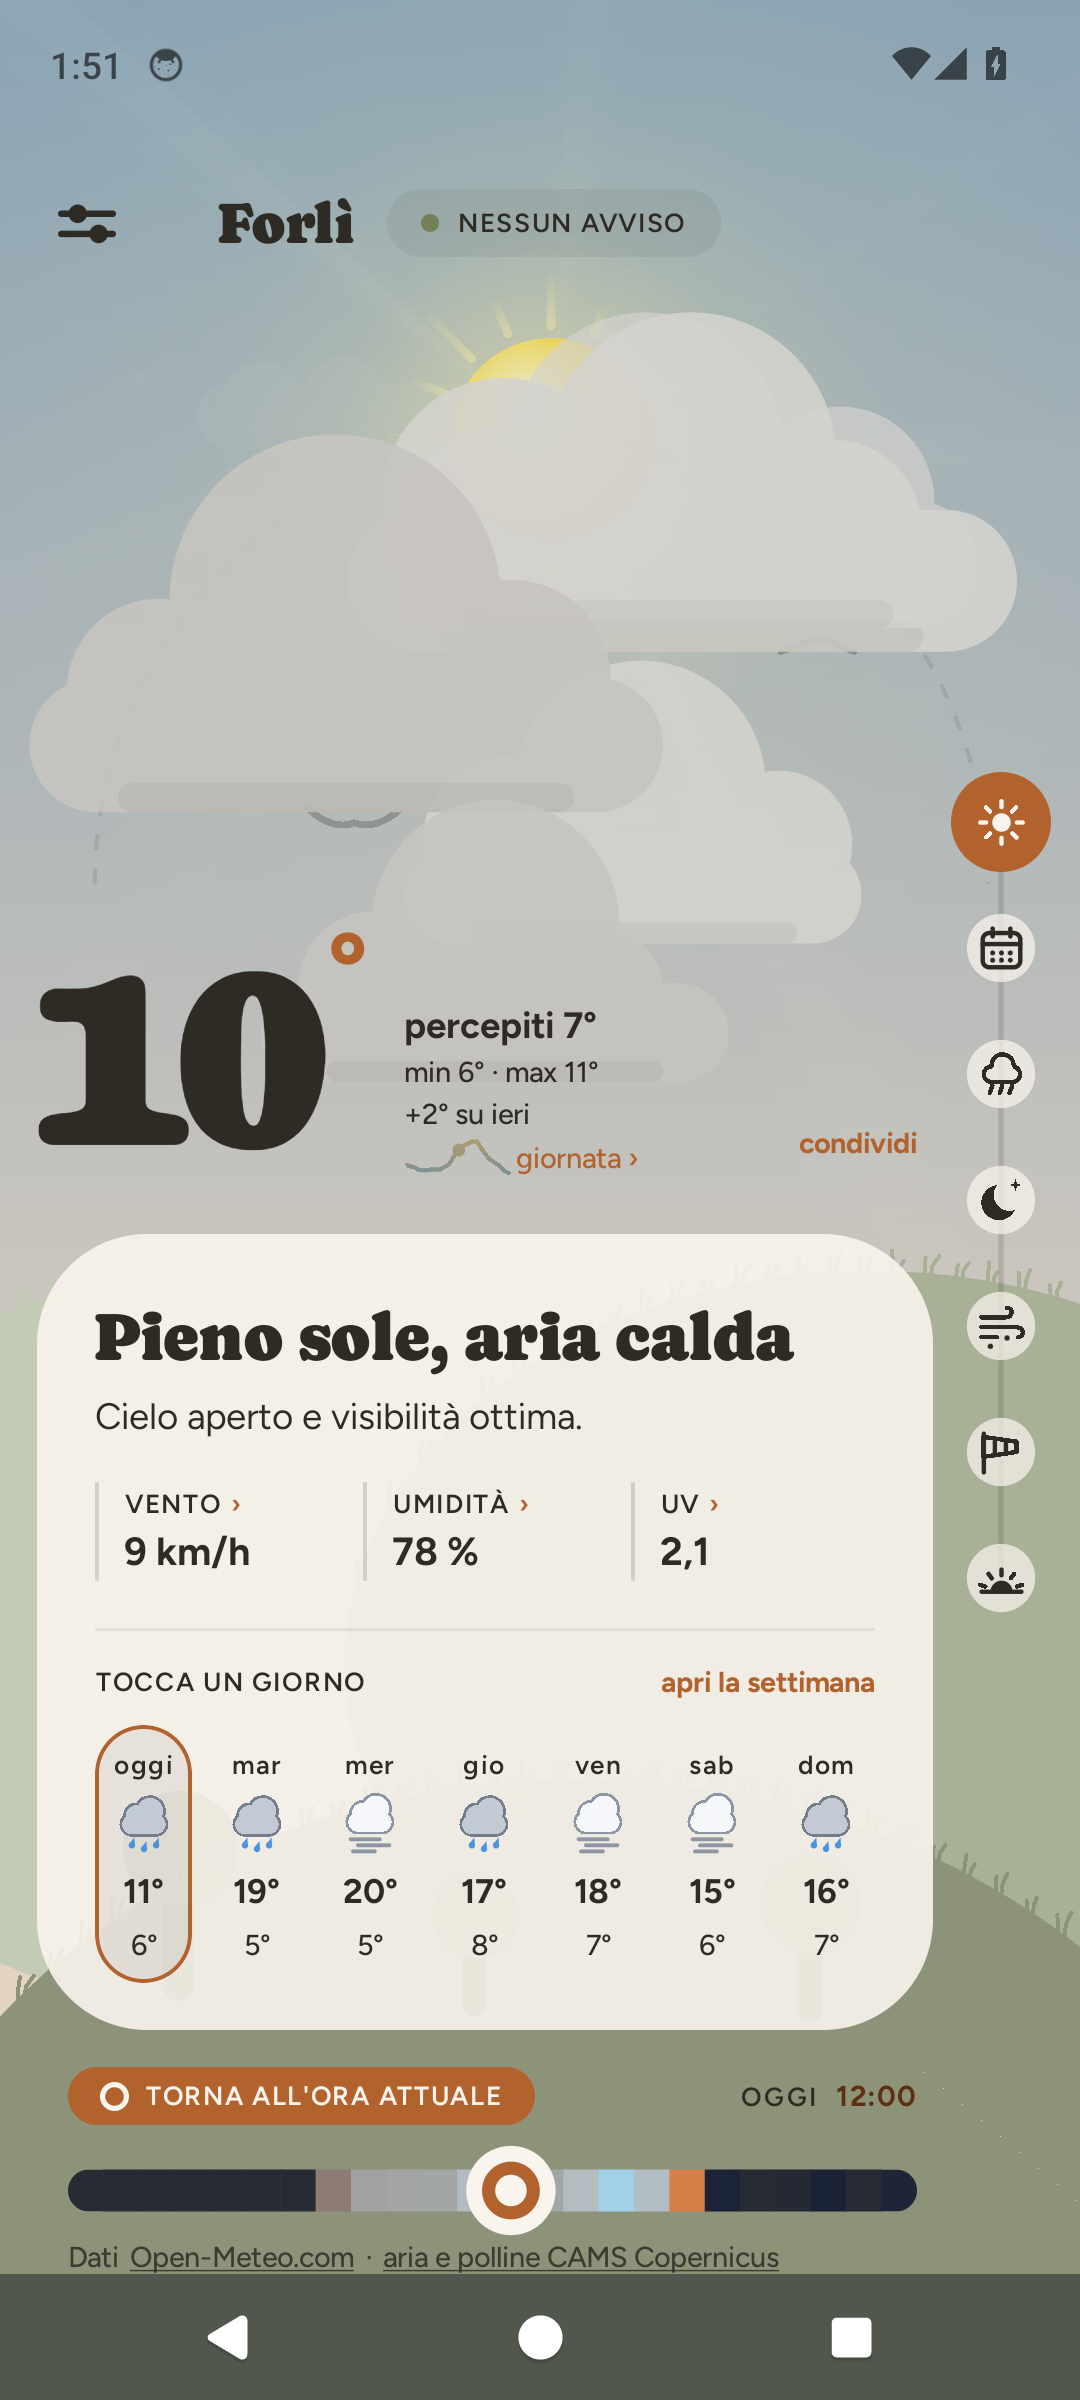 1:51
Forlì
NESSUN AVVISO
10°
percepiti 7°
min 6° · max 11°
+2° su ieri
giornata ›
condividi
Pieno sole, aria calda
Cielo aperto e visibilità ottima.
VENTO › UMIDITÀ › UV ›
9 km/h 78 % 2,1
TOCCA UN GIORNO apri la settimana
oggi mar mer gio ven sab dom
11° 19° 20° 17° 18° 15° 16°
6° 5° 5° 8° 7° 6° 7°
TORNA ALL'ORA ATTUALE OGGI 12:00
Dati Open-Meteo.com · aria e polline CAMS Copernicus